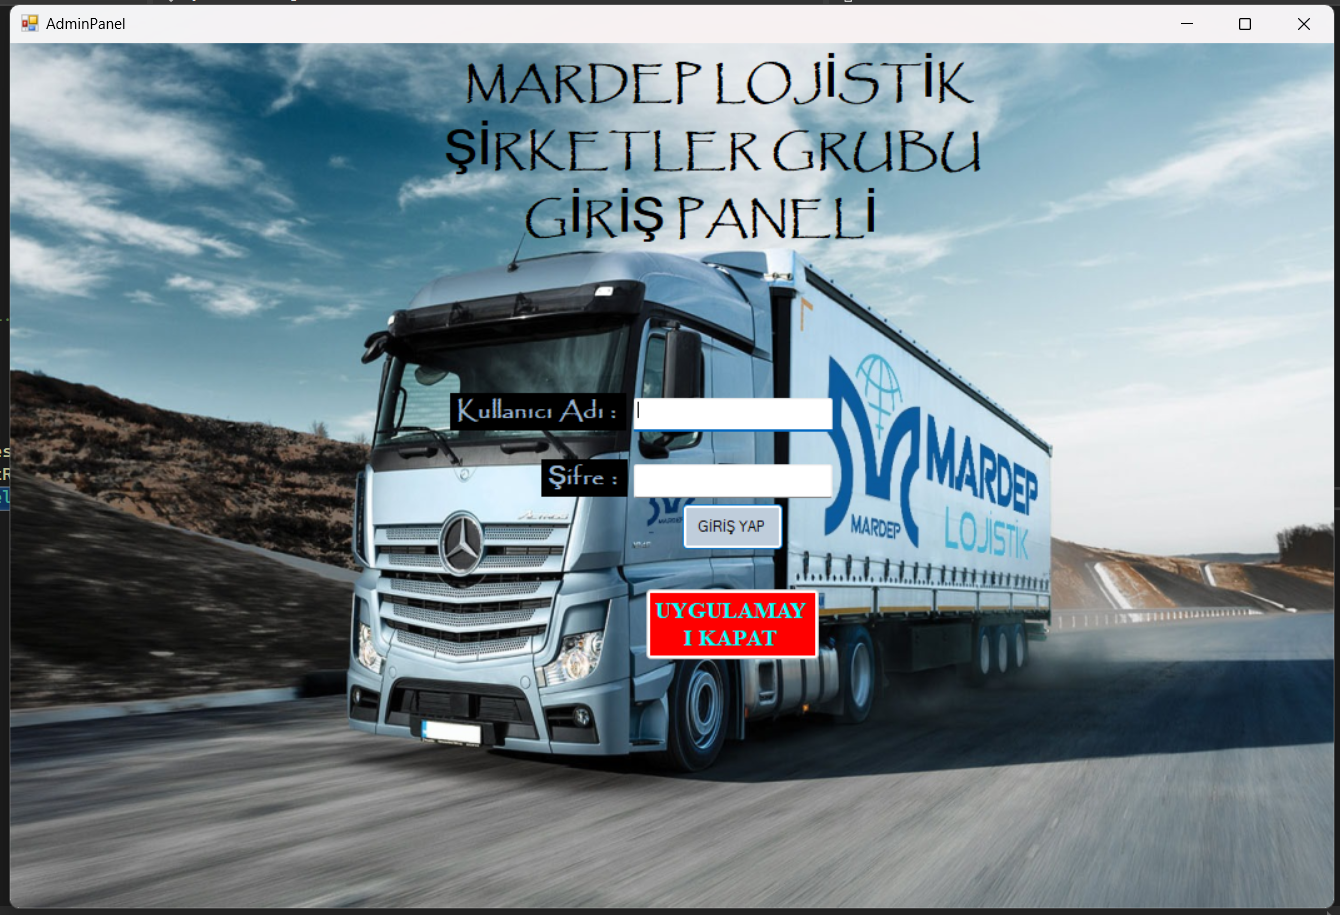 AdminPanel
MARDEP LOJİSTİK
ŞİRKETLER GRUBU
GİRİŞ PANELİ
Kullanıcı Adı :
Şifre :
GİRİŞ YAP
UYGULAMAY
I KAPAT
MARDEP
MARDEP
LOJİSTİK